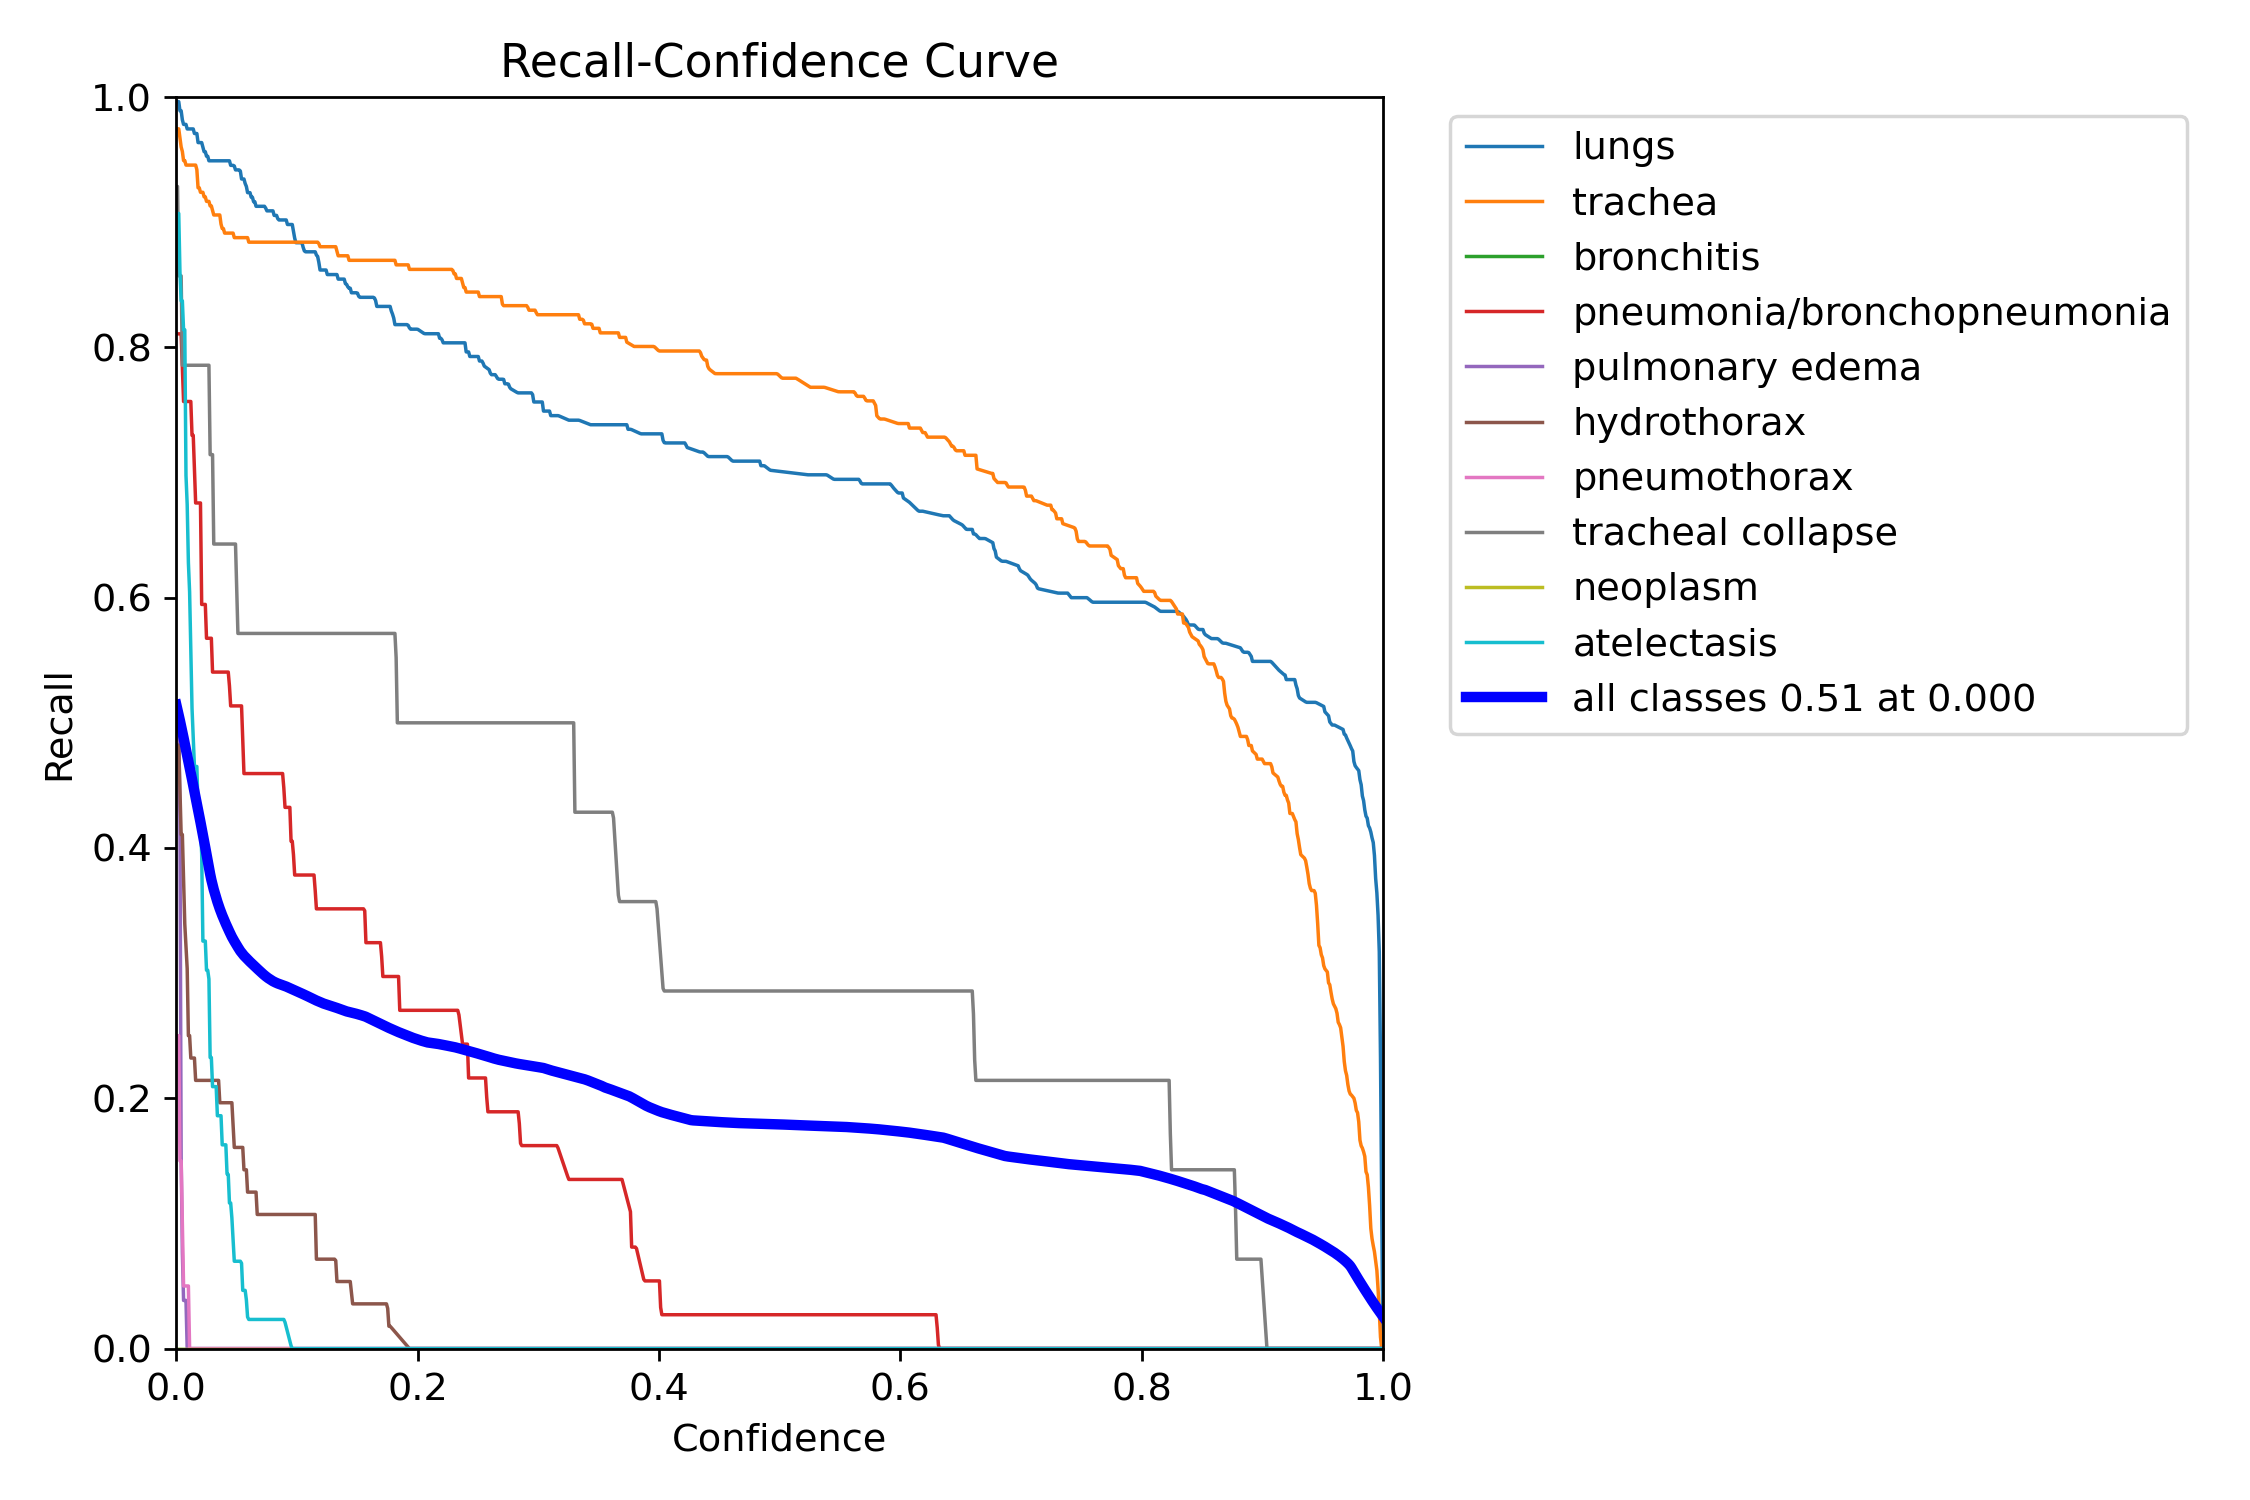 Recall-Confidence Curve
1.0
0.8
0.6
0.4
0.2
0.0
Recall
0.0 0.2 0.4 0.6 0.8 1.0
Confidence
lungs
trachea
bronchitis
pneumonia/bronchopneumonia
pulmonary edema
hydrothorax
pneumothorax
tracheal collapse
neoplasm
atelectasis
all classes 0.51 at 0.000